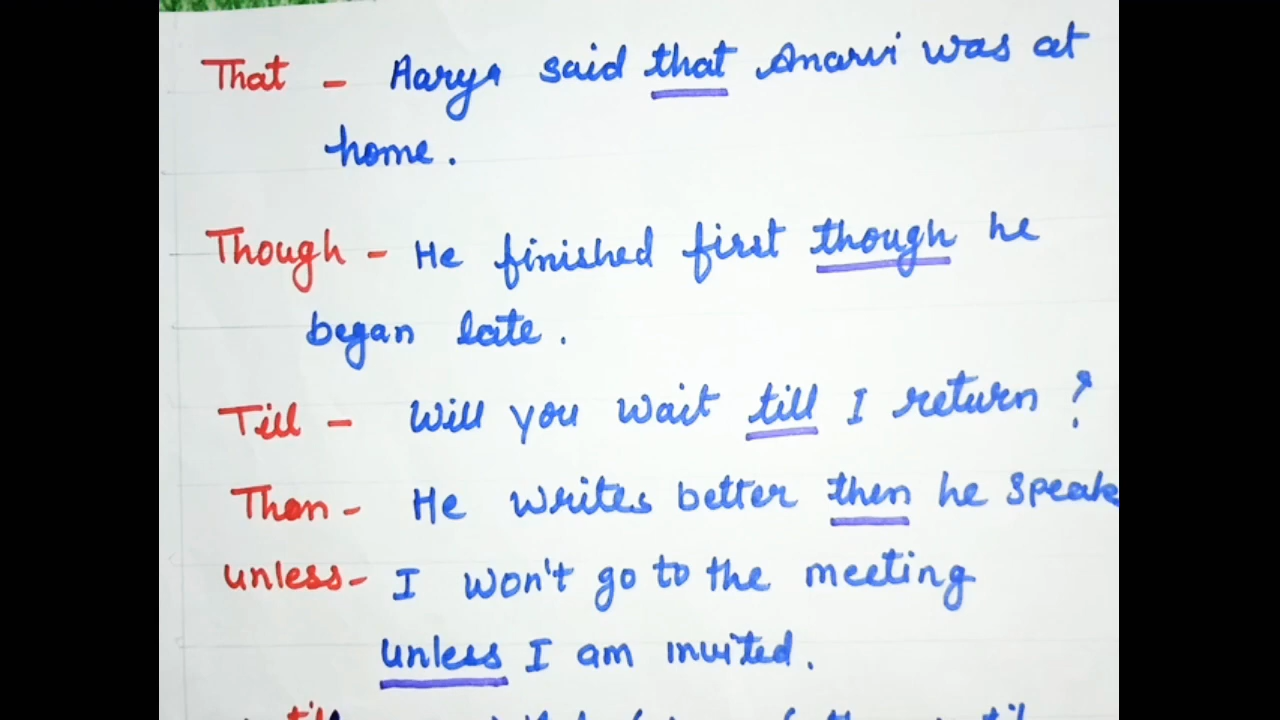 That - Aarya said that Anarvi was at
home.
Though - He finished first though he
began late.
Till - Will you wait till I return ?
Then - He writes better then he speak
unless - I won't go to the meeting
unless I am invited.